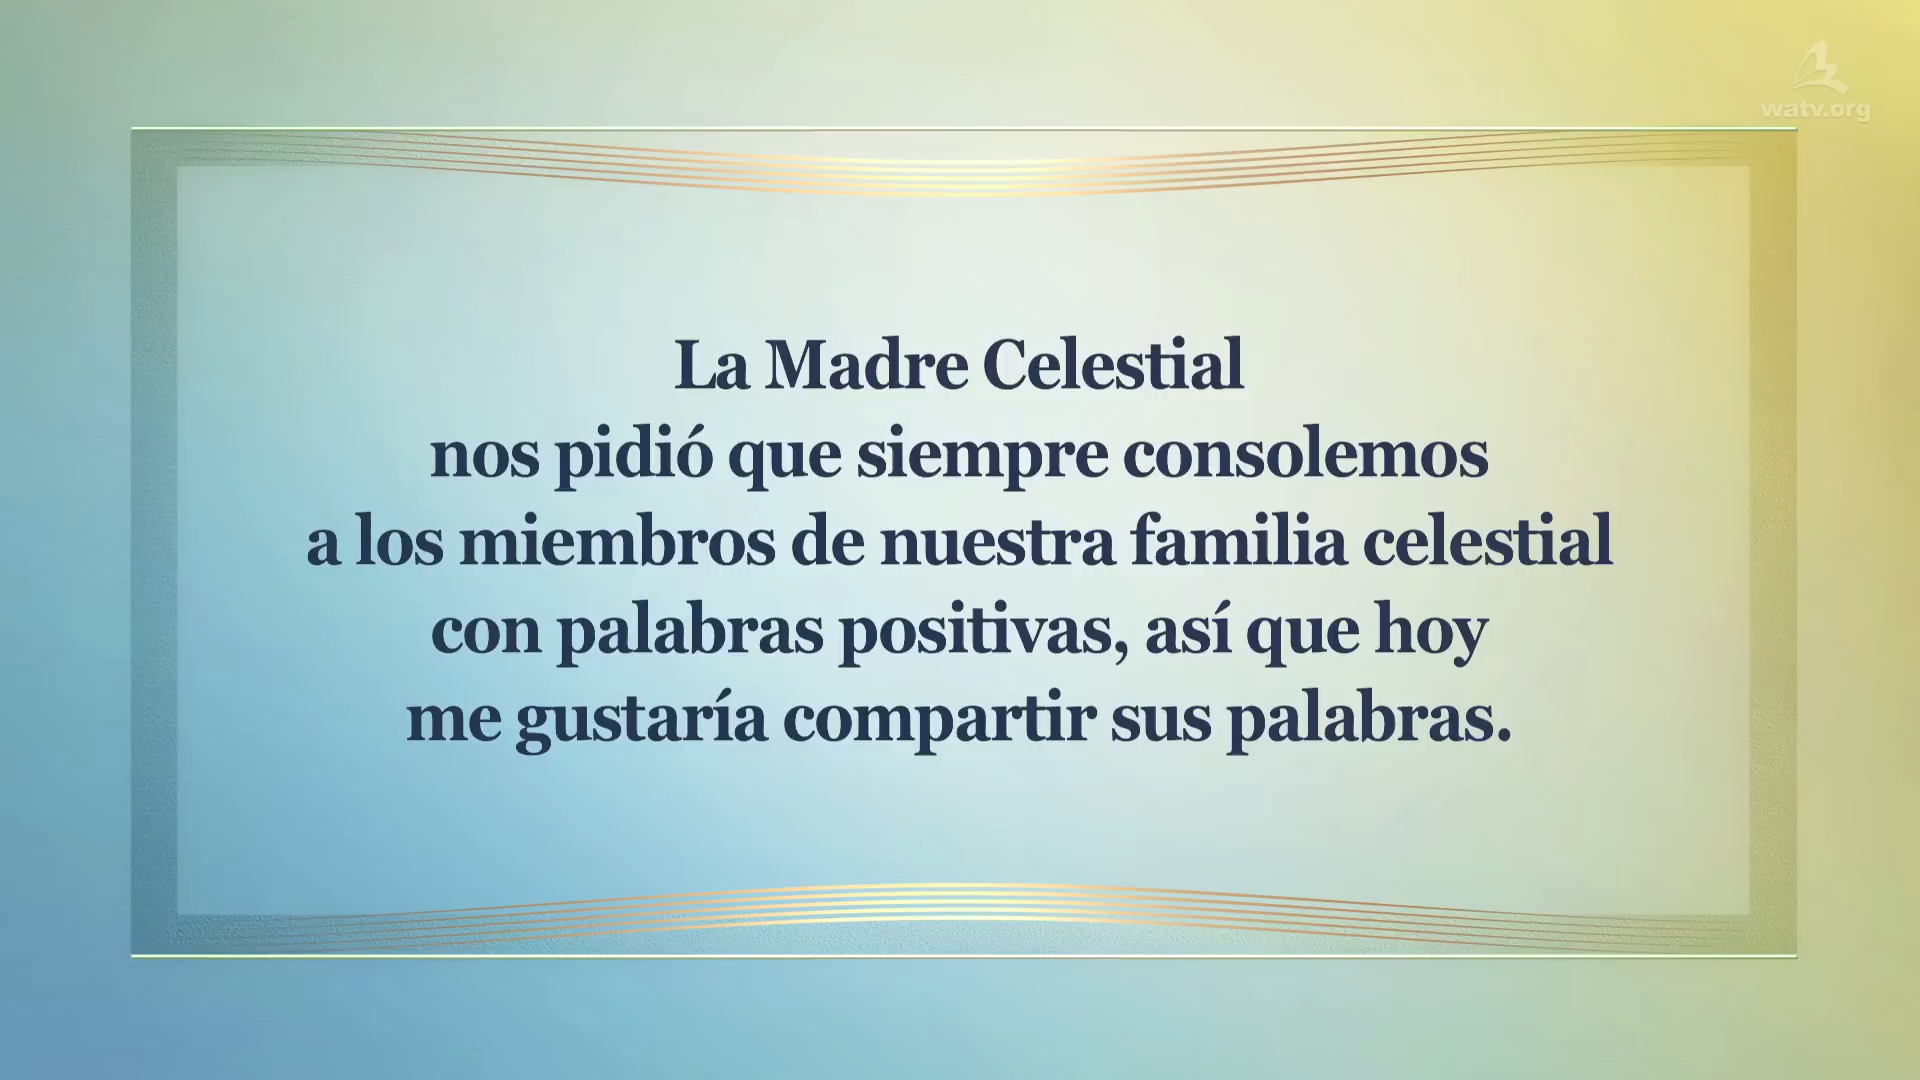 watv.org
La Madre Celestial
nos pidió que siempre consolemos
a los miembros de nuestra familia celestial
con palabras positivas, así que hoy
me gustaría compartir sus palabras.